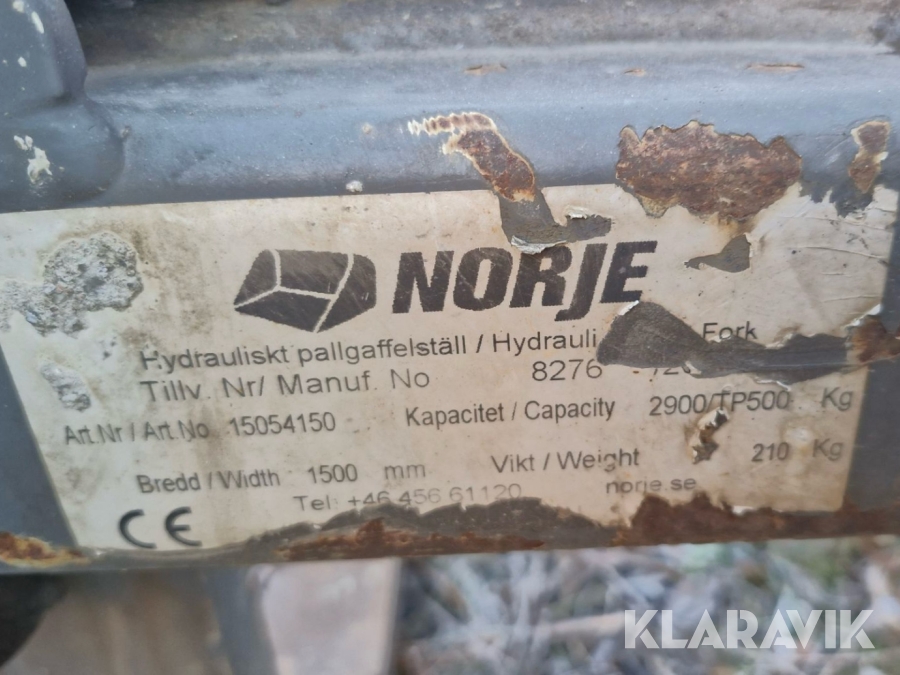 NORJE
Hydrauliskt pallgaffelställ / Hydrauli Fork
Tillv. Nr/ Manuf. No 8276
Art.Nr / Art.No 15054150 Kapacitet / Capacity 2900/TP500 Kg
Bredd / Width 1500 mm Vikt / Weight 210 Kg
Tel: +46 456 61120 norje.se
CE
KLARAVIK